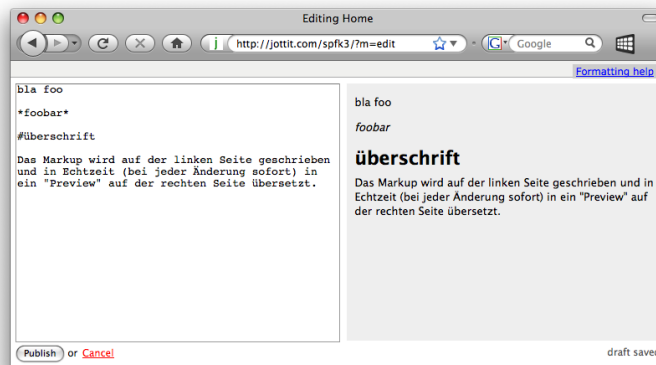 Editing Home
j http://jottit.com/spfk3/?m=edit G Google
Formatting help
bla foo
*foobar*
#überschrift
Das Markup wird auf der linken Seite geschrieben
und in Echtzeit (bei jeder Änderung sofort) in
ein "Preview" auf der rechten Seite übersetzt.
bla foo
foobar
überschrift
Das Markup wird auf der linken Seite geschrieben und in
Echtzeit (bei jeder Änderung sofort) in ein "Preview" auf
der rechten Seite übersetzt.
Publish or Cancel
draft saved